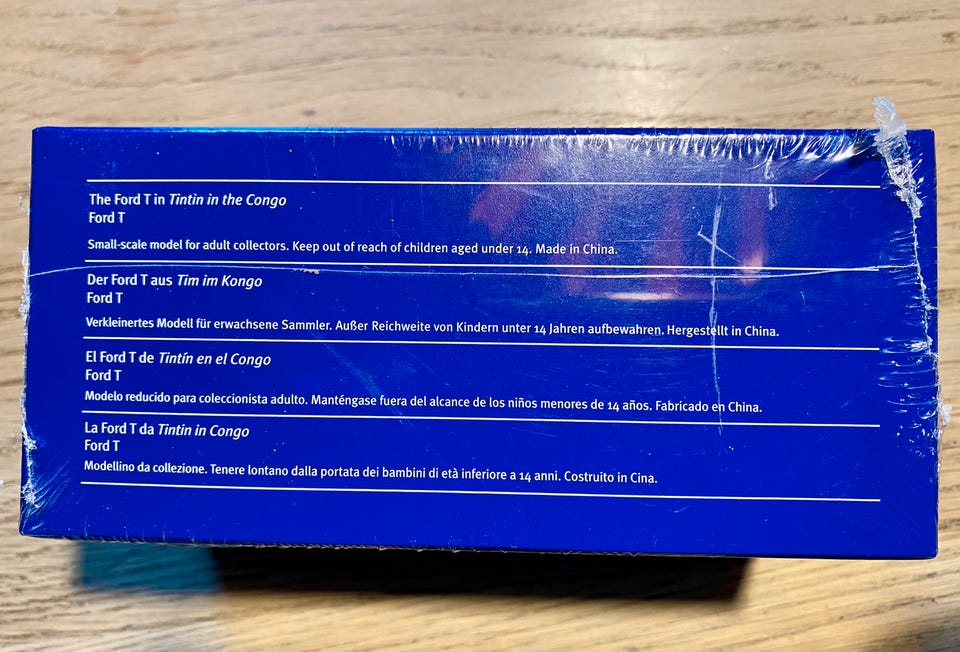 The Ford T in Tintin in the Congo
Ford T
Small-scale model for adult collectors. Keep out of reach of children aged under 14. Made in China.
Der Ford T aus Tim im Kongo
Ford T
Verkleinertes Modell für erwachsene Sammler. Außer Reichweite von Kindern unter 14 Jahren aufbewahren. Hergestellt in China.
El Ford T de Tintín en el Congo
Ford T
Modelo reducido para coleccionista adulto. Manténgase fuera del alcance de los niños menores de 14 años. Fabricado en China.
La Ford T da Tintin in Congo
Ford T
Modellino da collezione. Tenere lontano dalla portata dei bambini di età inferiore a 14 anni. Costruito in Cina.